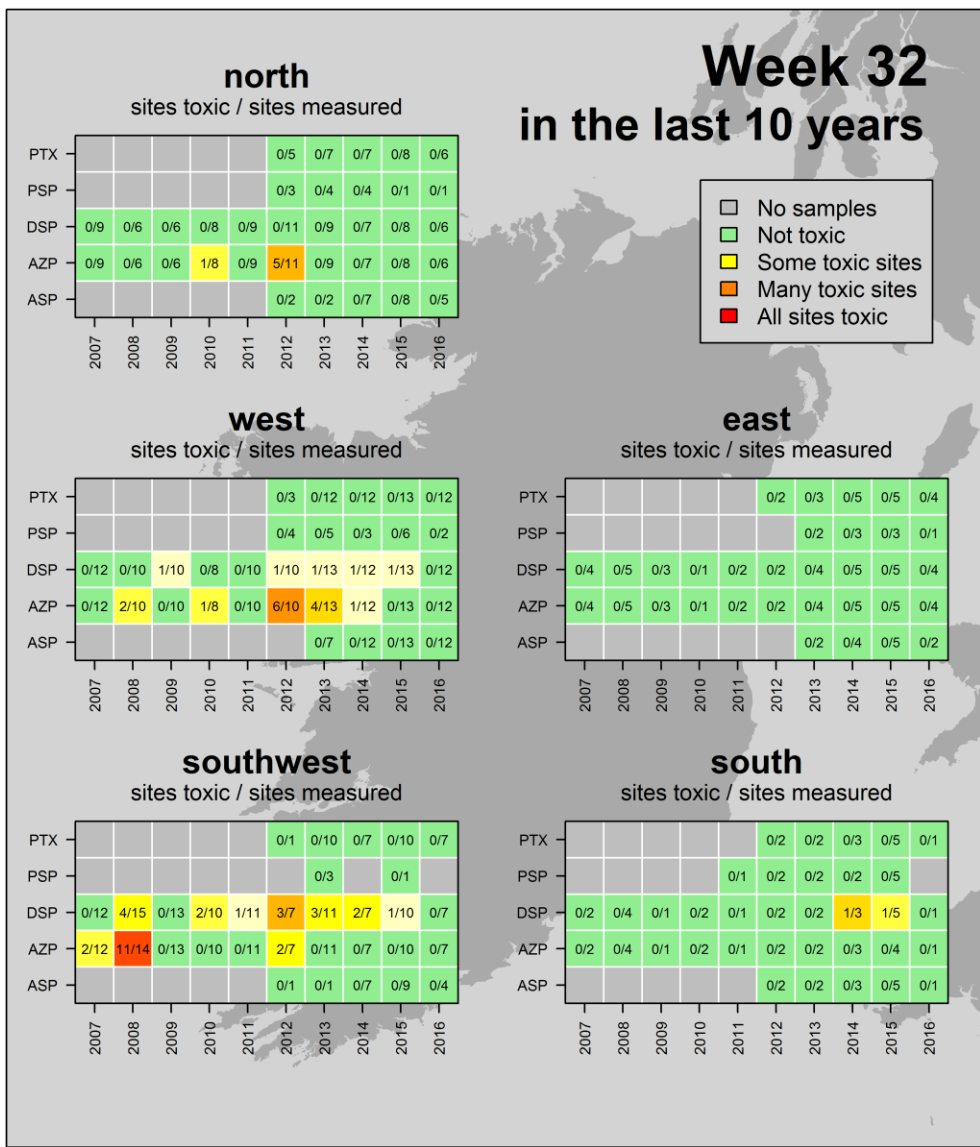 Week 32
in the last 10 years
No samples
Not toxic
Some toxic sites
Many toxic sites
All sites toxic
north
sites toxic / sites measured
PTX 0/5 0/7 0/7 0/8 0/6
PSP 0/3 0/4 0/4 0/1 0/1
DSP 0/9 0/6 0/6 0/8 0/9 0/11 0/9 0/7 0/8 0/6
AZP 0/9 0/6 0/6 1/8 0/9 5/11 0/9 0/7 0/8 0/6
ASP 0/2 0/2 0/7 0/8 0/5
2007 2008 2009 2010 2011 2012 2013 2014 2015 2016
west
sites toxic / sites measured
PTX 0/3 0/12 0/12 0/13 0/12
PSP 0/4 0/5 0/3 0/6 0/2
DSP 0/12 0/10 1/10 0/8 0/10 1/10 1/13 1/12 1/13 0/12
AZP 0/12 2/10 0/10 1/8 0/10 6/10 4/13 1/12 0/13 0/12
ASP 0/7 0/12 0/13 0/12
2007 2008 2009 2010 2011 2012 2013 2014 2015 2016
east
sites toxic / sites measured
PTX 0/2 0/3 0/5 0/5 0/4
PSP 0/2 0/3 0/3 0/1
DSP 0/4 0/5 0/3 0/1 0/2 0/2 0/4 0/5 0/5 0/4
AZP 0/4 0/5 0/3 0/1 0/2 0/2 0/4 0/5 0/5 0/4
ASP 0/2 0/4 0/5 0/2
2007 2008 2009 2010 2011 2012 2013 2014 2015 2016
southwest
sites toxic / sites measured
PTX 0/1 0/10 0/7 0/10 0/7
PSP 0/3 0/1
DSP 0/12 4/15 0/13 2/10 1/11 3/7 3/11 2/7 1/10 0/7
AZP 2/12 11/14 0/13 0/10 0/11 2/7 0/11 0/7 0/10 0/7
ASP 0/1 0/1 0/7 0/9 0/4
2007 2008 2009 2010 2011 2012 2013 2014 2015 2016
south
sites toxic / sites measured
PTX 0/2 0/2 0/3 0/5 0/1
PSP 0/1 0/2 0/2 0/2 0/5
DSP 0/2 0/4 0/1 0/2 0/1 0/2 0/2 1/3 1/5 0/1
AZP 0/2 0/4 0/1 0/2 0/1 0/2 0/2 0/3 0/4 0/1
ASP 0/2 0/2 0/3 0/5 0/1
2007 2008 2009 2010 2011 2012 2013 2014 2015 2016